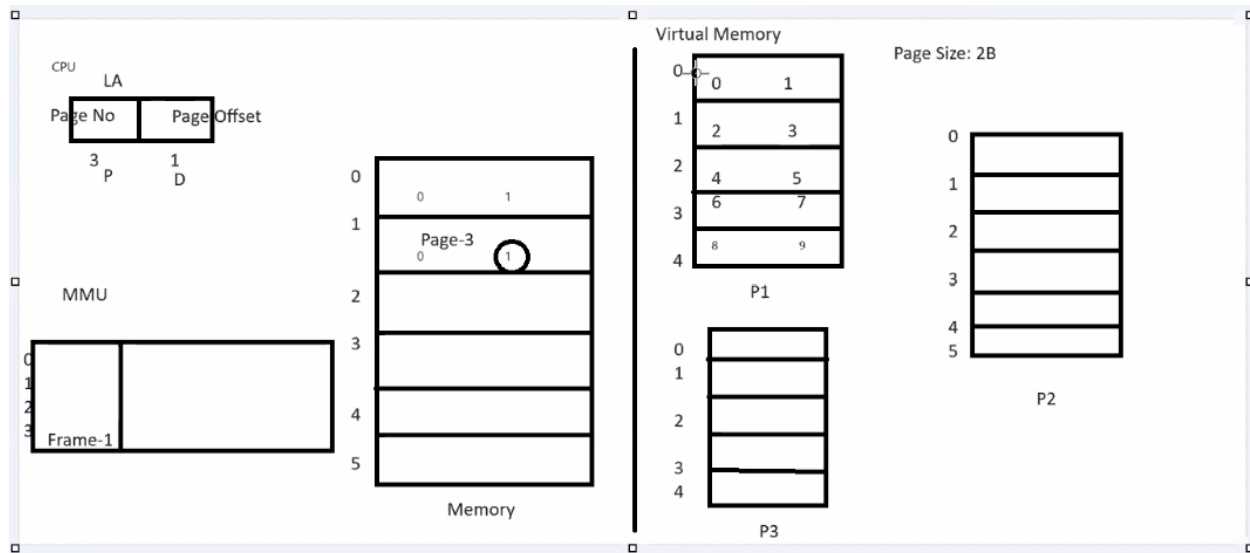 CPU
LA
Page No Page Offset
3 1
P D
MMU
0
1
2
3
Frame-1
0
0 1
1
Page-3
0 1
2
3
4
5
Memory
Virtual Memory
0
0 1
1
2 3
2
4 5
3
6 7
4
8 9
P1
0
1
2
3
4
P3
Page Size: 2B
0
1
2
3
4
5
P2